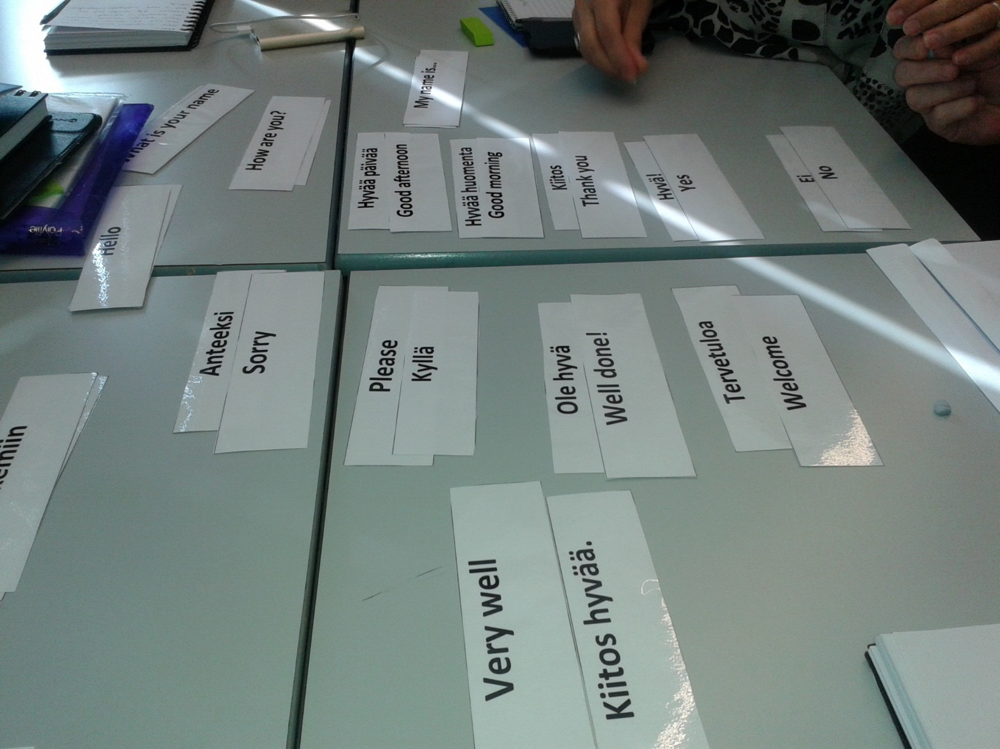 My name is...
What is your name
How are you?
Hyvää päivää
Good afternoon
Hyvää huomenta
Good morning
Kiitos
Thank you
Hyvä!
Yes
Ei
No
Hello
Polyfile
Anteeksi
Sorry
Please
Kyllä
Ole hyvä
Well done!
Tervetuloa
Welcome
Very well
Kiitos hyvää.